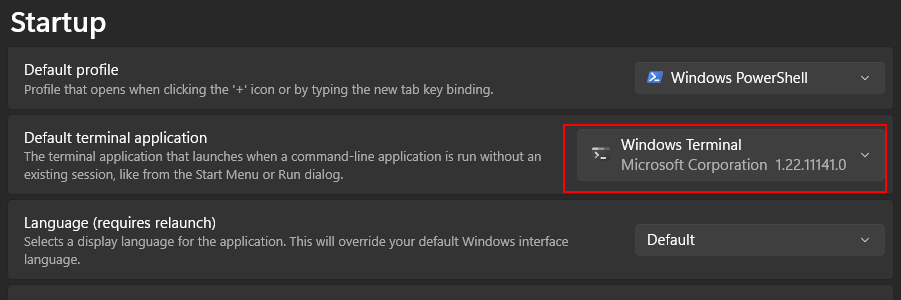 Startup
Default profile
Profile that opens when clicking the '+' icon or by typing the new tab key binding.
Windows PowerShell
Default terminal application
The terminal application that launches when a command-line application is run without an
existing session, like from the Start Menu or Run dialog.
Windows Terminal
Microsoft Corporation 1.22.11141.0
Language (requires relaunch)
Selects a display language for the application. This will override your default Windows interface
language.
Default